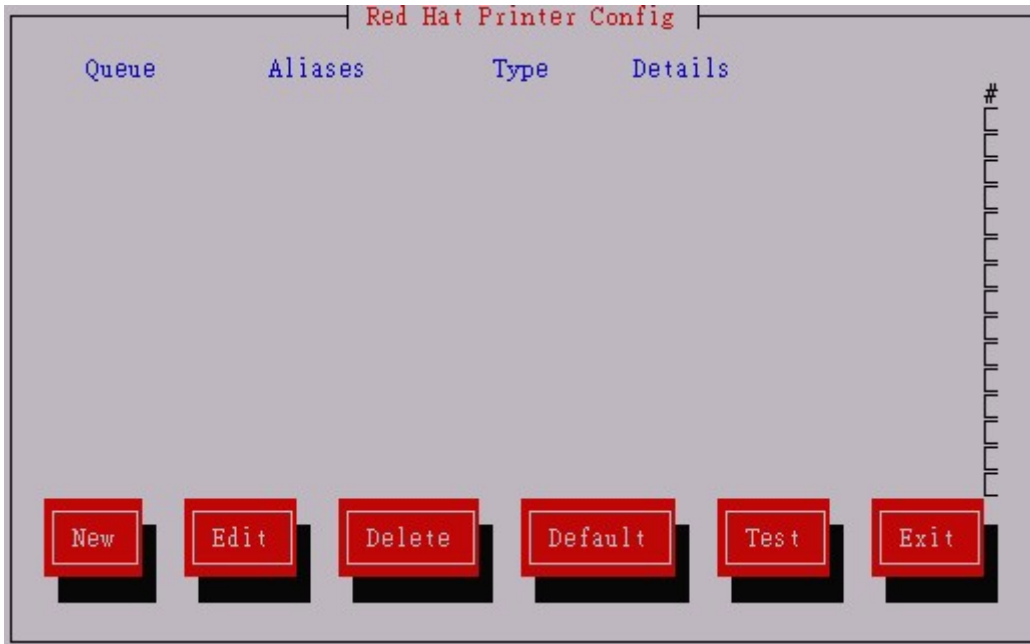 Red Hat Printer Config
Queue Aliases Type Details
#
New Edit Delete Default Test Exit